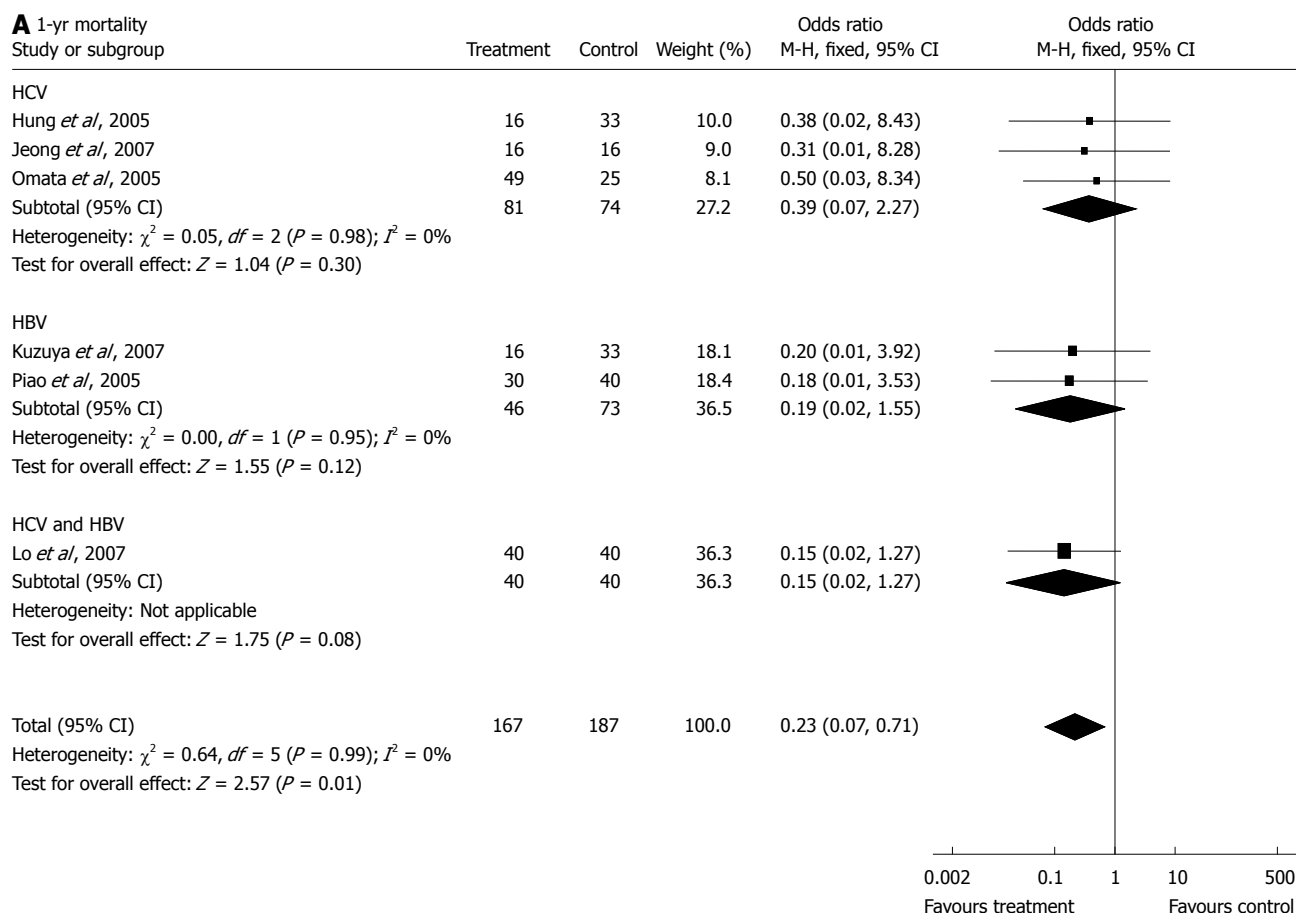 A 1-yr mortality Odds ratio Odds ratio
Study or subgroup Treatment Control Weight (%) M-H, fixed, 95% CI M-H, fixed, 95% CI
HCV
Hung et al, 2005 16 33 10.0 0.38 (0.02, 8.43)
Jeong et al, 2007 16 16 9.0 0.31 (0.01, 8.28)
Omata et al, 2005 49 25 8.1 0.50 (0.03, 8.34)
Subtotal (95% CI) 81 74 27.2 0.39 (0.07, 2.27)
Heterogeneity: χ² = 0.05, df = 2 (P = 0.98); I² = 0%
Test for overall effect: Z = 1.04 (P = 0.30)
HBV
Kuzuya et al, 2007 16 33 18.1 0.20 (0.01, 3.92)
Piao et al, 2005 30 40 18.4 0.18 (0.01, 3.53)
Subtotal (95% CI) 46 73 36.5 0.19 (0.02, 1.55)
Heterogeneity: χ² = 0.00, df = 1 (P = 0.95); I² = 0%
Test for overall effect: Z = 1.55 (P = 0.12)
HCV and HBV
Lo et al, 2007 40 40 36.3 0.15 (0.02, 1.27)
Subtotal (95% CI) 40 40 36.3 0.15 (0.02, 1.27)
Heterogeneity: Not applicable
Test for overall effect: Z = 1.75 (P = 0.08)
Total (95% CI) 167 187 100.0 0.23 (0.07, 0.71)
Heterogeneity: χ² = 0.64, df = 5 (P = 0.99); I² = 0%
Test for overall effect: Z = 2.57 (P = 0.01)
0.002 0.1 1 10 500
Favours treatment Favours control